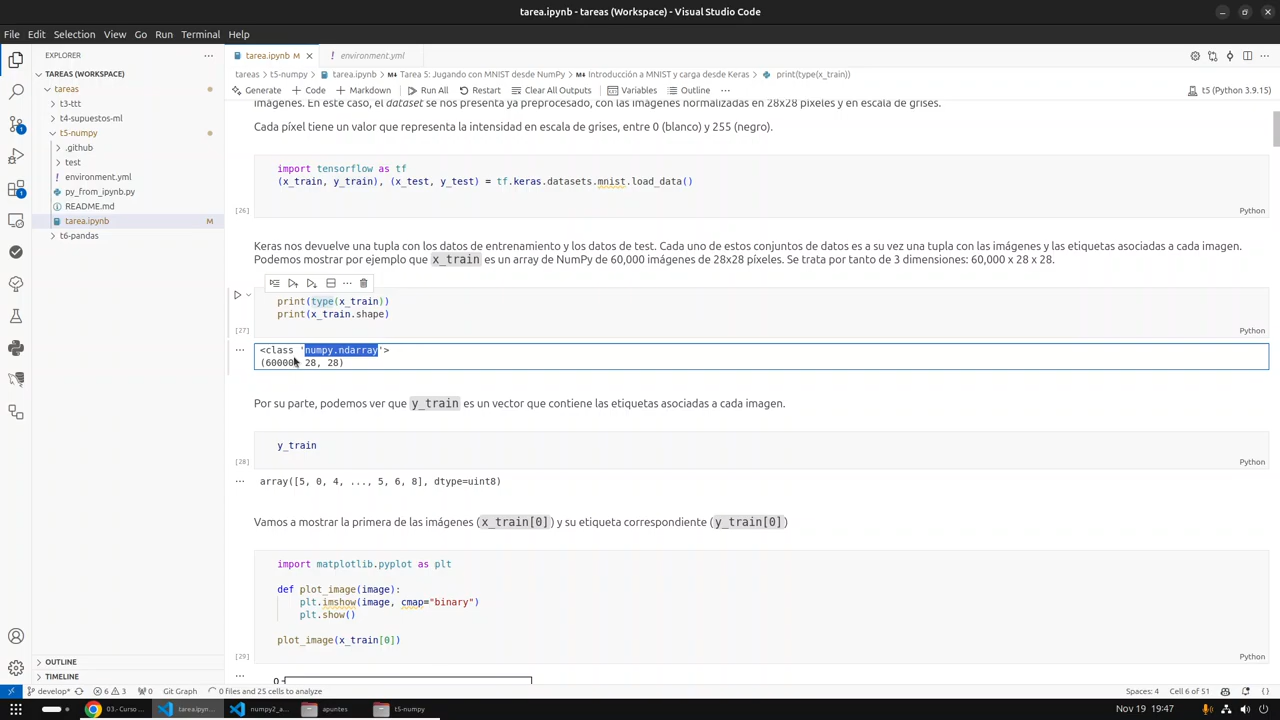 tarea.ipynb - tareas (Workspace) - Visual Studio Code
File Edit Selection View Go Run Terminal Help
EXPLORER
TAREAS (WORKSPACE)
tareas
t3-ttt
t4-supuestos-ml
t5-numpy
.github
test
environment.yml
py_from_ipynb.py
README.md
tarea.ipynb M
t6-pandas
OUTLINE
TIMELINE
tarea.ipynb M
environment.yml
tareas > t5-numpy > tarea.ipynb > Tarea 5: Jugando con MNIST desde NumPy > Introducción a MNIST y carga desde Keras > print(type(x_train))
Generate + Code + Markdown Run All Restart Clear All Outputs Variables Outline ...
t5 (Python 3.9.15)
imágenes. En este caso, el dataset se nos presenta ya preprocesado, con las imágenes normalizadas en 28x28 píxeles y en escala de grises.
Cada píxel tiene un valor que representa la intensidad en escala de grises, entre 0 (blanco) y 255 (negro).
import tensorflow as tf
(x_train, y_train), (x_test, y_test) = tf.keras.datasets.mnist.load_data()
[26] Python
Keras nos devuelve una tupla con los datos de entrenamiento y los datos de test. Cada uno de estos conjuntos de datos es a su vez una tupla con las imágenes y las etiquetas asociadas a cada imagen.
Podemos mostrar por ejemplo que x_train es un array de NumPy de 60,000 imágenes de 28x28 píxeles. Se trata por tanto de 3 dimensiones: 60,000 x 28 x 28.
print(type(x_train))
print(x_train.shape)
[27] Python
<class 'numpy.ndarray'>
(60000, 28, 28)
Por su parte, podemos ver que y_train es un vector que contiene las etiquetas asociadas a cada imagen.
y_train
[28] Python
array([5, 0, 4, ..., 5, 6, 8], dtype=uint8)
Vamos a mostrar la primera de las imágenes (x_train[0]) y su etiqueta correspondiente (y_train[0])
import matplotlib.pyplot as plt
def plot_image(image):
plt.imshow(image, cmap="binary")
plt.show()
plot_image(x_train[0])
[29] Python
0
develop* 6 3 0 Git Graph 0 files and 25 cells to analyze
Spaces: 4 Cell 6 of 51
03.- Curso ... tarea.ipyn... numpy2_a... apuntes t5-numpy
Nov 19 19:47